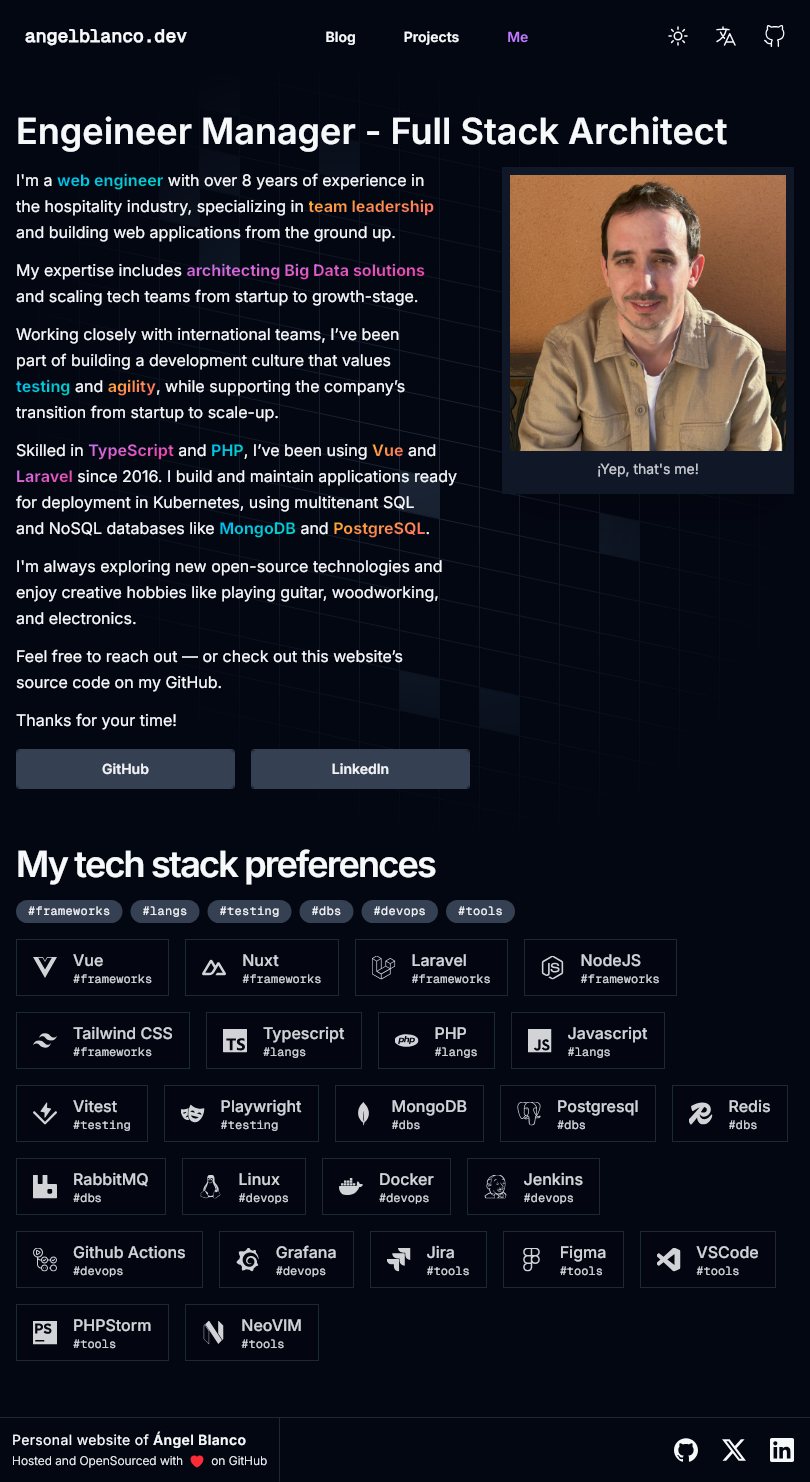 angelblanco.dev
Blog Projects Me
Engeineer Manager - Full Stack Architect
I'm a web engineer with over 8 years of experience in
the hospitality industry, specializing in team leadership
and building web applications from the ground up.
My expertise includes architecting Big Data solutions
and scaling tech teams from startup to growth-stage.
Working closely with international teams, I’ve been
part of building a development culture that values
testing and agility, while supporting the company’s
transition from startup to scale-up.
Skilled in TypeScript and PHP, I’ve been using Vue and
Laravel since 2016. I build and maintain applications ready
for deployment in Kubernetes, using multitenant SQL
and NoSQL databases like MongoDB and PostgreSQL.
I'm always exploring new open-source technologies and
enjoy creative hobbies like playing guitar, woodworking,
and electronics.
Feel free to reach out — or check out this website’s
source code on my GitHub.
Thanks for your time!
GitHub LinkedIn
¡Yep, that's me!
My tech stack preferences
#frameworks #langs #testing #dbs #devops #tools
Vue Nuxt Laravel NodeJS
#frameworks #frameworks #frameworks #frameworks
Tailwind CSS TS Typescript php PHP JS Javascript
#frameworks #langs #langs #langs
Vitest Playwright MongoDB Postgresql Redis
#testing #testing #dbs #dbs #dbs
RabbitMQ Linux Docker Jenkins
#dbs #devops #devops #devops
Github Actions Grafana Jira Figma VSCode
#devops #devops #tools #tools #tools
PS PHPStorm NeoVIM
#tools #tools
Personal website of Ángel Blanco
Hosted and OpenSourced with ❤️ on GitHub